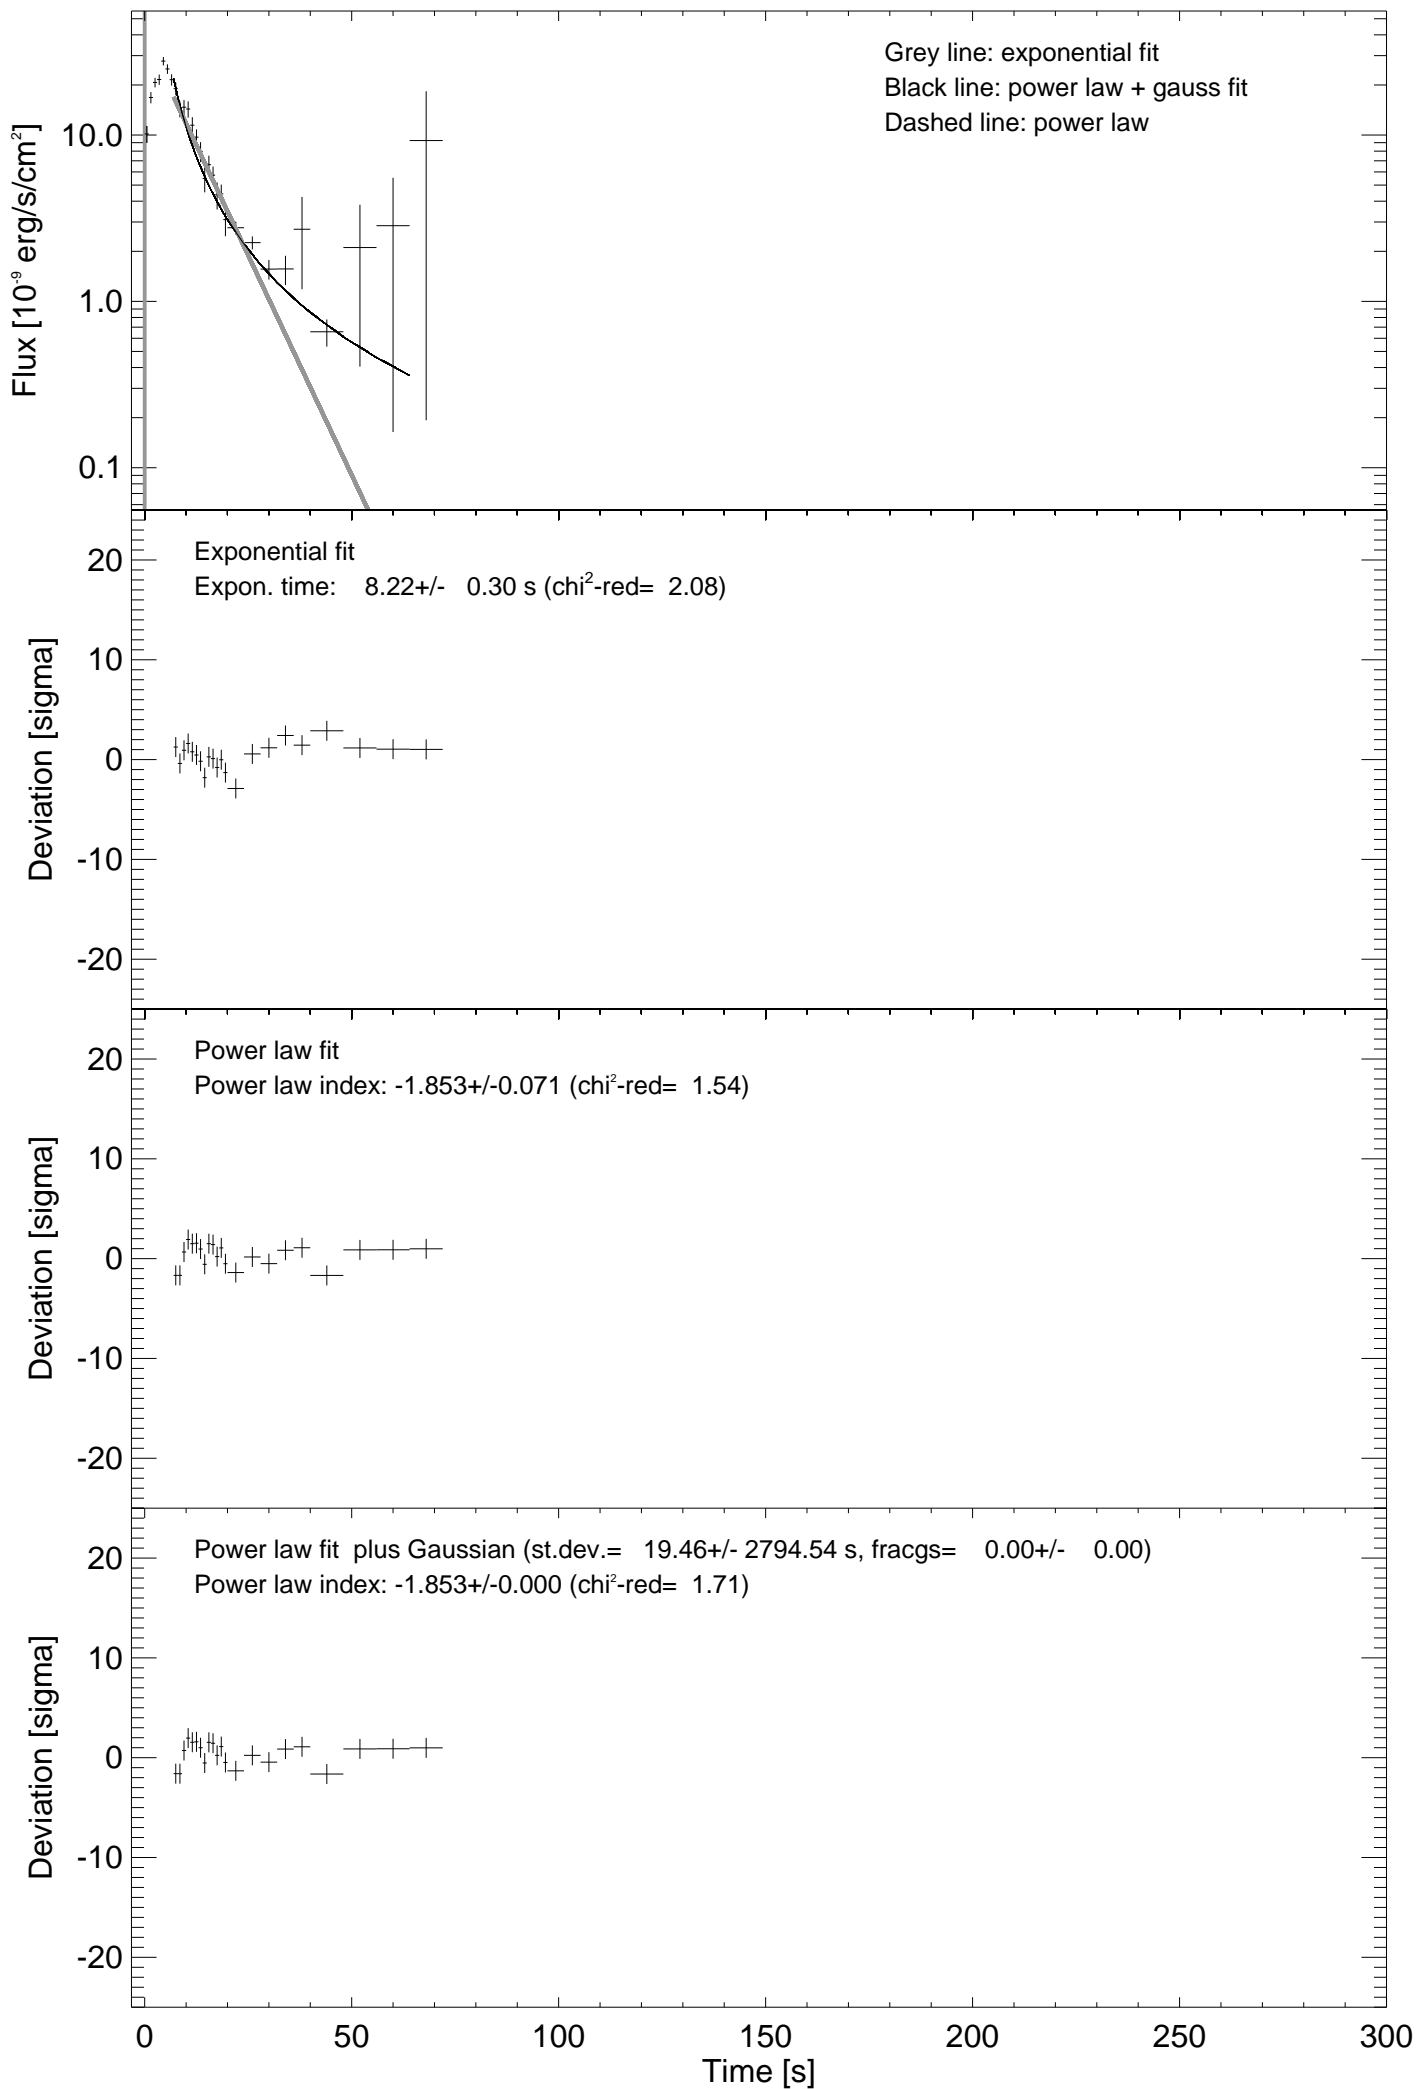 Grey line: exponential fit
Black line: power law + gauss fit
Dashed line: power law
Flux [10⁻⁹ erg/s/cm²]
10.0
1.0
0.1
Exponential fit
Expon. time: 8.22+/- 0.30 s (chi²-red= 2.08)
Deviation [sigma]
20
10
0
-10
-20
Power law fit
Power law index: -1.853+/-0.071 (chi²-red= 1.54)
Deviation [sigma]
20
10
0
-10
-20
Power law fit plus Gaussian (st.dev.= 19.46+/- 2794.54 s, fracgs= 0.00+/- 0.00)
Power law index: -1.853+/-0.000 (chi²-red= 1.71)
Deviation [sigma]
20
10
0
-10
-20
0 50 100 150 200 250 300
Time [s]